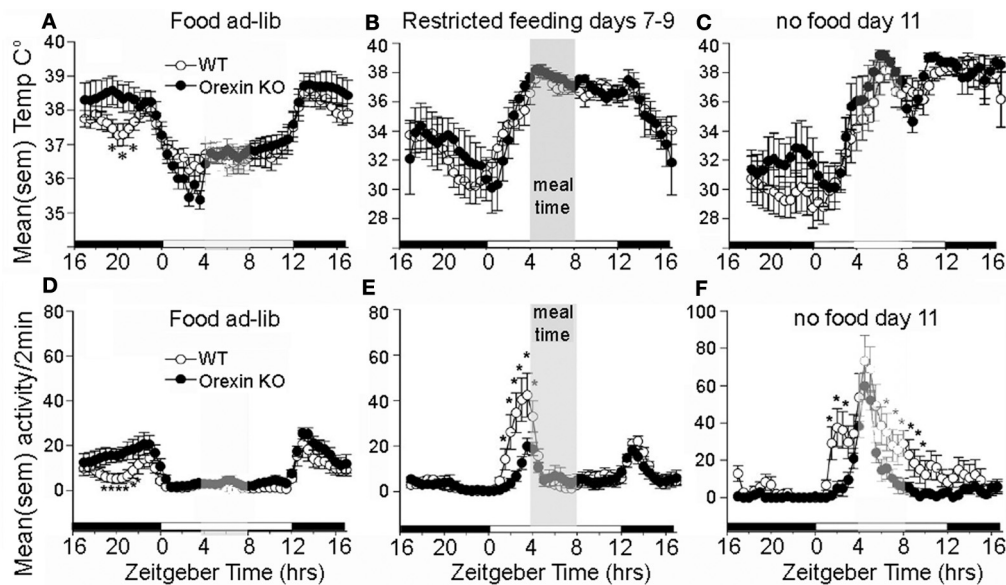 A Food ad-lib
B Restricted feeding days 7-9
C no food day 11
Mean(sem) Temp C°
WT
Orexin KO
39
38
37
36
35
40
38
36
34
32
30
28
meal
time
40
38
36
34
32
30
28
*
*
*
16 20 0 4 8 12 16
16 20 0 4 8 12 16
16 20 0 4 8 12 16
D Food ad-lib
E meal
time
F no food day 11
Mean(sem) activity/2min
WT
Orexin KO
80
60
40
20
0
****
**
80
60
40
20
0
*
*
*
*
*
100
80
60
40
20
0
16 20 0 4 8 12 16
16 20 0 4 8 12 16
16 20 0 4 8 12 16
Zeitgeber Time (hrs)
Zeitgeber Time (hrs)
Zeitgeber Time (hrs)